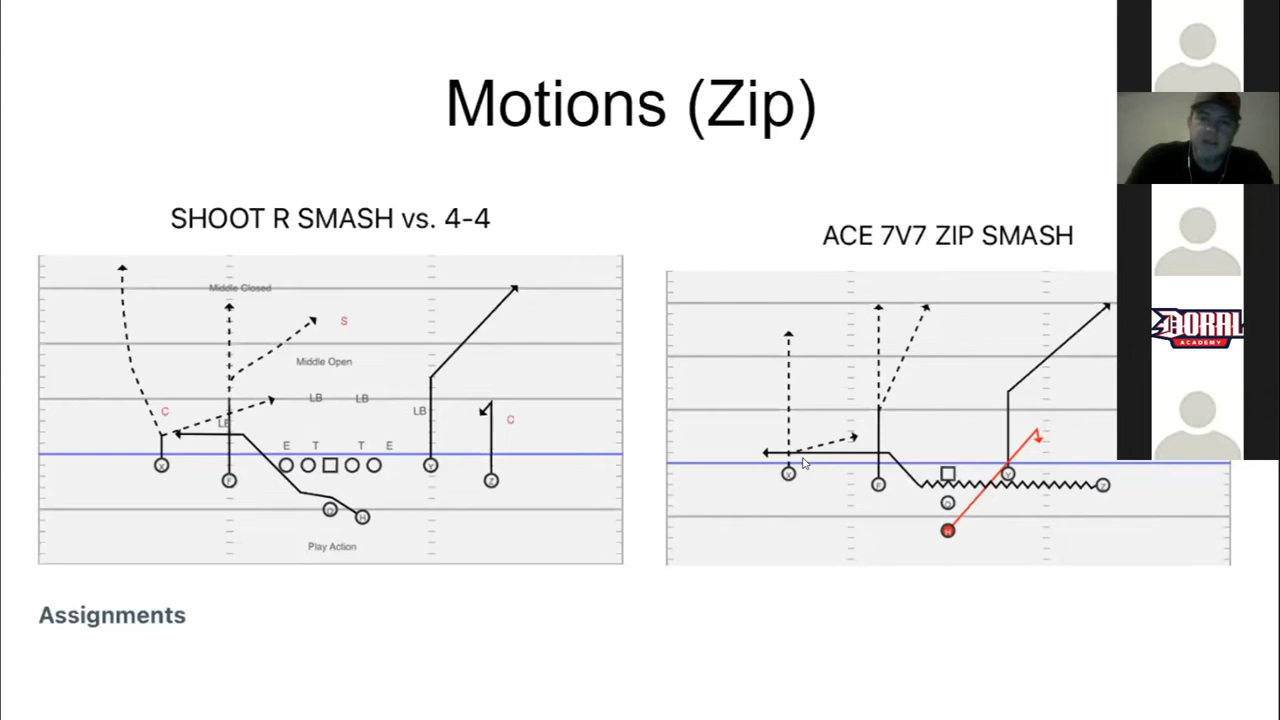 Motions (Zip)
SHOOT R SMASH vs. 4-4
Middle Closed
S
Middle Open
C
LB
LB
LB
LB
C
E
T
T
E
X
F
Y
Z
Q
H
Play Action
ACE 7V7 ZIP SMASH
X
F
Y
Z
Q
H
Assignments
DORAL
ACADEMY